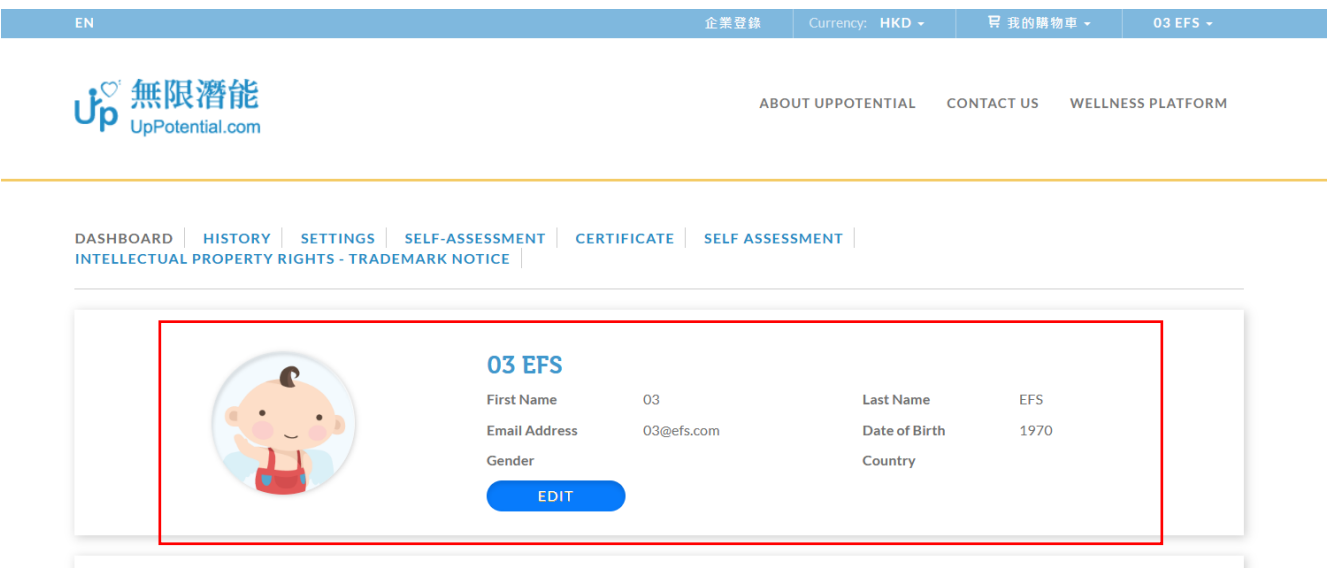 EN 企業登錄 Currency: HKD 我的購物車 03 EFS
Up 無限潛能
UpPotential.com
ABOUT UPPOTENTIAL CONTACT US WELLNESS PLATFORM
DASHBOARD HISTORY SETTINGS SELF-ASSESSMENT CERTIFICATE SELF ASSESSMENT
INTELLECTUAL PROPERTY RIGHTS - TRADEMARK NOTICE
03 EFS
First Name 03 Last Name EFS
Email Address 03@efs.com Date of Birth 1970
Gender Country
EDIT